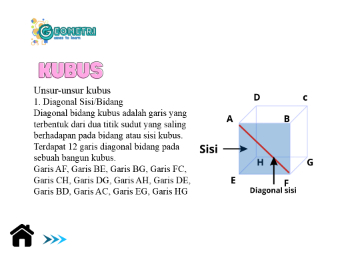 GEOMETRI
KUBUS
Unsur-unsur kubus
1. Diagonal Sisi/Bidang
Diagonal bidang kubus adalah garis yang
terbentuk dari dua titik sudut yang saling
berhadapan pada bidang atau sisi kubus.
Terdapat 12 garis diagonal bidang pada
sebuah bangun kubus.
Garis AF, Garis BE, Garis BG, Garis FC,
Garis CH, Garis DG, Garis AH, Garis DE,
Garis BD, Garis AC, Garis EG, Garis HG
D c
A B
Sisi
H G
E F
Diagonal sisi